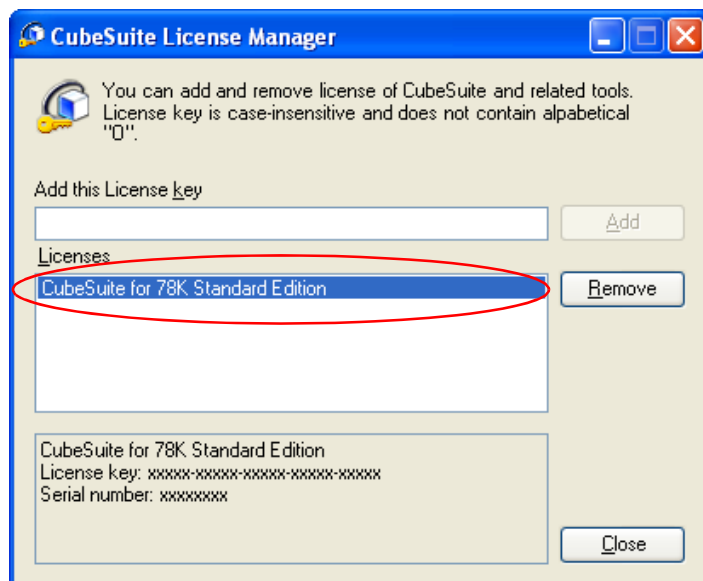 CubeSuite License Manager
You can add and remove license of CubeSuite and related tools.
License key is case-insensitive and does not contain alpabetical
"O".
Add this License key
Add
Licenses
CubeSuite for 78K Standard Edition
Remove
CubeSuite for 78K Standard Edition
License key: xxxxx-xxxxx-xxxxx-xxxxx-xxxxx
Serial number: xxxxxxxx
Close